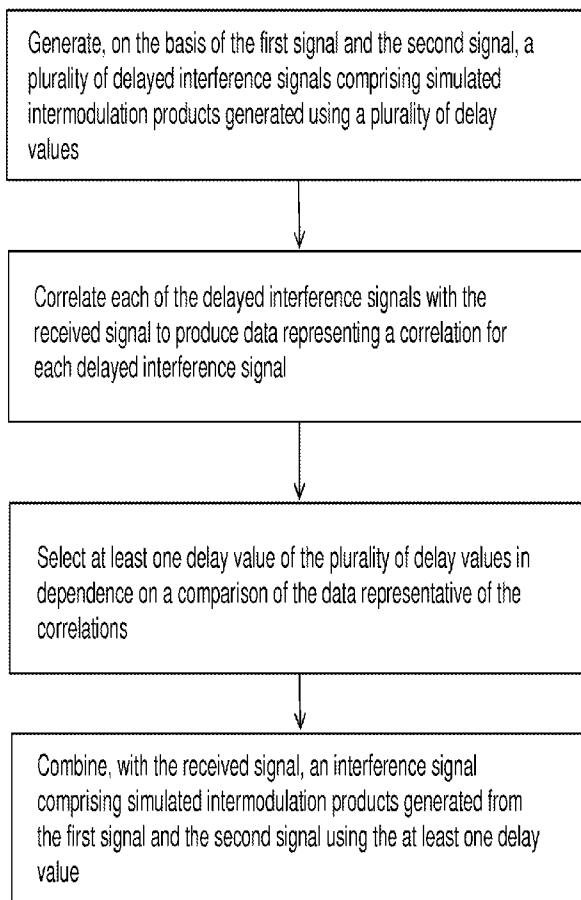 Generate, on the basis of the first signal and the second signal, a
plurality of delayed interference signals comprising simulated
intermodulation products generated using a plurality of delay
values
Correlate each of the delayed interference signals with the
received signal to produce data representing a correlation for
each delayed interference signal
Select at least one delay value of the plurality of delay values in
dependence on a comparison of the data representative of the
correlations
Combine, with the received signal, an interference signal
comprising simulated intermodulation products generated from
the first signal and the second signal using the at least one delay
value